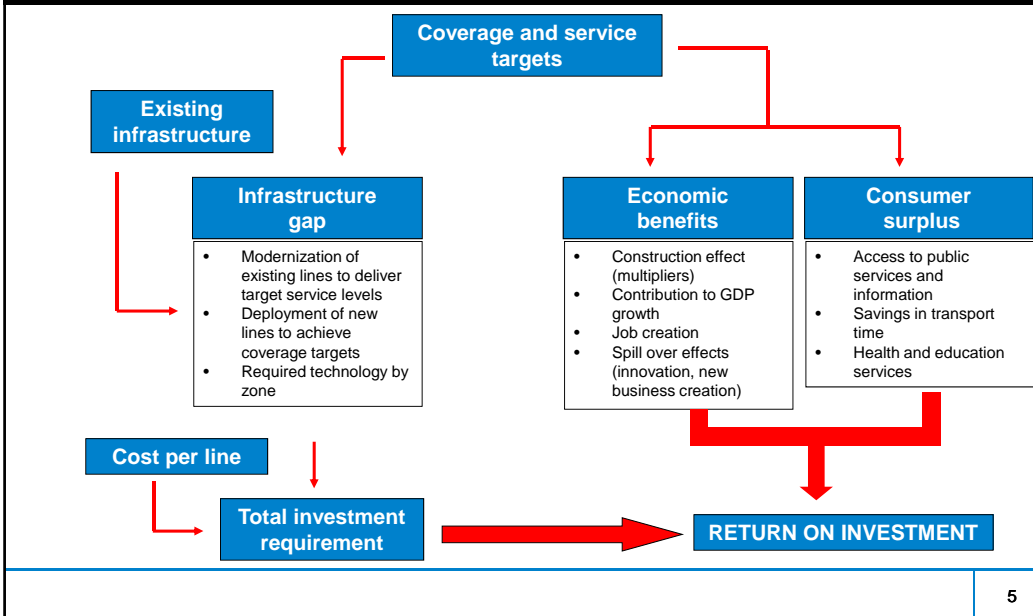 Coverage and service
targets
Existing
infrastructure
Infrastructure
gap
• Modernization of
existing lines to deliver
target service levels
• Deployment of new
lines to achieve
coverage targets
• Required technology by
zone
Economic
benefits
• Construction effect
(multipliers)
• Contribution to GDP
growth
• Job creation
• Spill over effects
(innovation, new
business creation)
Consumer
surplus
• Access to public
services and
information
• Savings in transport
time
• Health and education
services
Cost per line
Total investment
requirement
RETURN ON INVESTMENT
5